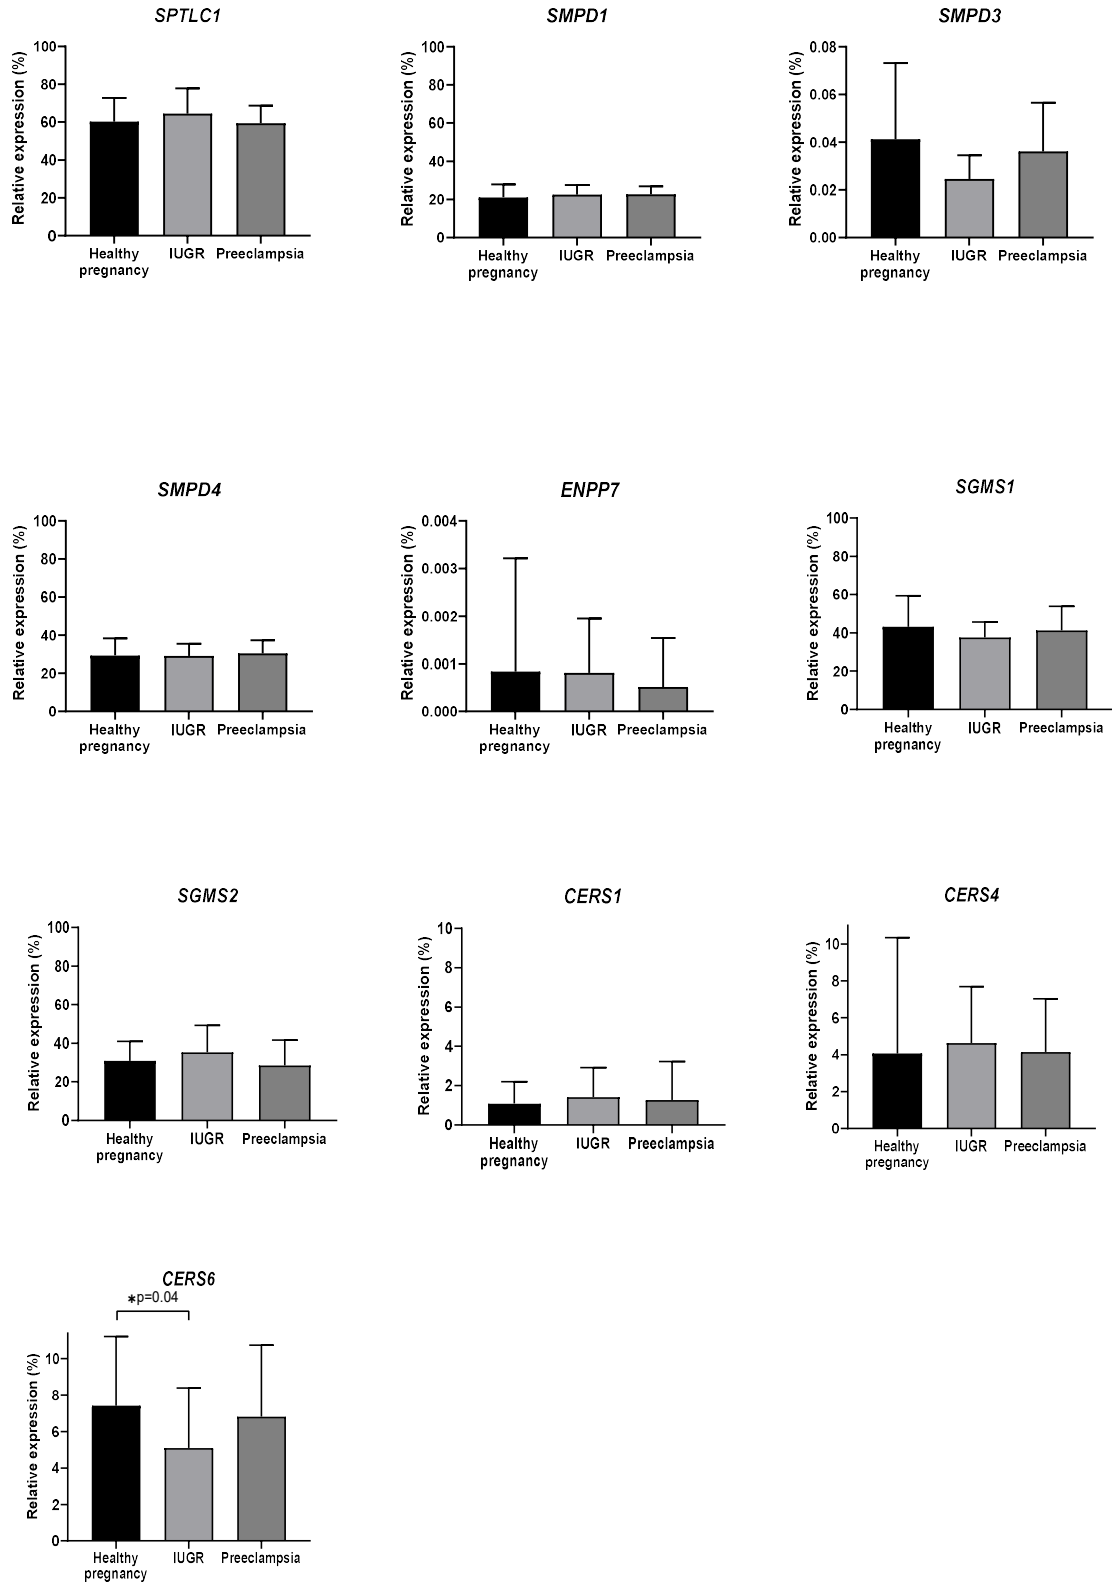 SPTLC1
Relative expression (%)
100
80
60
40
20
0
Healthy
pregnancy
IUGR
Preeclampsia
SMPD1
Relative expression (%)
100
80
60
40
20
0
Healthy
pregnancy
IUGR
Preeclampsia
SMPD3
Relative expression (%)
0.08
0.06
0.04
0.02
0.00
Healthy
pregnancy
IUGR
Preeclampsia
SMPD4
Relative expression (%)
100
80
60
40
20
0
Healthy
pregnancy
IUGR
Preeclampsia
ENPP7
Relative expression (%)
0.004
0.003
0.002
0.001
0.000
Healthy
pregnancy
IUGR
Preeclampsia
SGMS1
Relative expression (%)
100
80
60
40
20
0
Healthy
pregnancy
IUGR
Preeclampsia
SGMS2
Relative expression (%)
100
80
60
40
20
0
Healthy
pregnancy
IUGR
Preeclampsia
CERS1
Relative expression (%)
10
8
6
4
2
0
Healthy
pregnancy
IUGR
Preeclampsia
CERS4
Relative expression (%)
10
8
6
4
2
0
Healthy
pregnancy
IUGR
Preeclampsia
CERS6
*p=0.04
Relative expression (%)
10
8
6
4
2
0
Healthy
pregnancy
IUGR
Preeclampsia